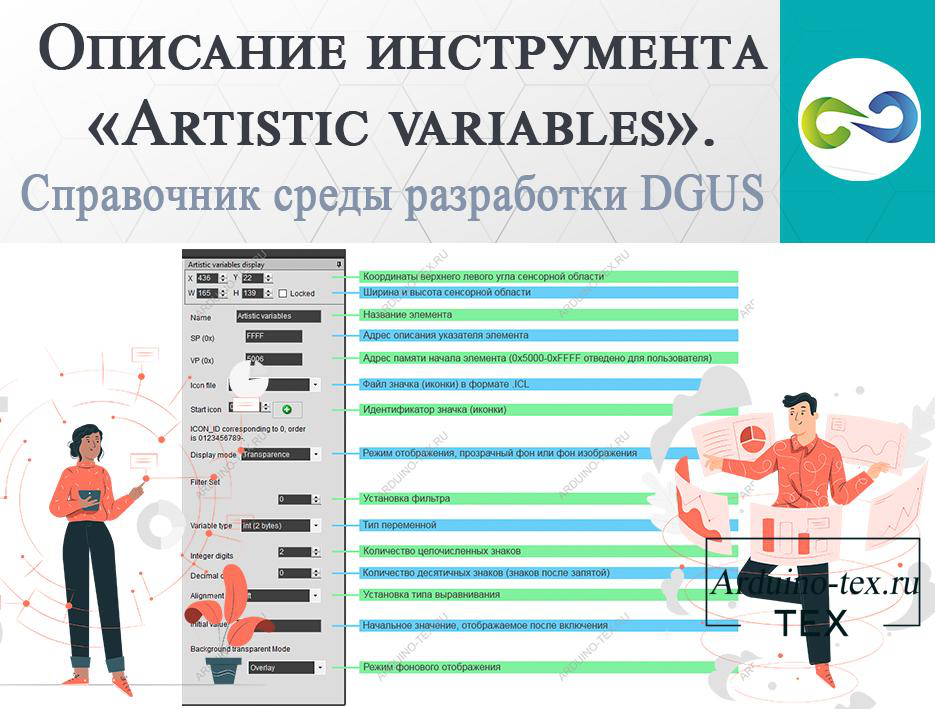 Описание инструмента
«Artistic variables».
Справочник среды разработки DGUS
Artistic variables display
X 436 Y 22
Координаты верхнего левого угла сенсорной области
W 165 H 139 Locked
Ширина и высота сенсорной области
Name Artistic variables
Название элемента
SP (0x) FFFF
Адрес описания указателя элемента
VP (0x) 5006
Адрес памяти начала элемента (0x5000-0xFFFF отведено для пользователя)
Icon file
Файл значка (иконки) в формате .ICL
Start icon
Идентификатор значка (иконки)
ICON_ID corresponding to 0, order
is 0123456789-.
Display mode Transparence
Режим отображения, прозрачный фон или фон изображения
Filter Set
0
Установка фильтра
Variable type int (2 bytes)
Тип переменной
Integer digits 2
Количество целочисленных знаков
Decimal 0
Количество десятичных знаков (знаков после запятой)
Alignment
Установка типа выравнивания
Initial value
Начальное значение, отображаемое после включения
Background transparent Mode
Overlay
Режим фонового отображения
Arduino-tex.ru
TEX
ARDUINO-TEX.RU